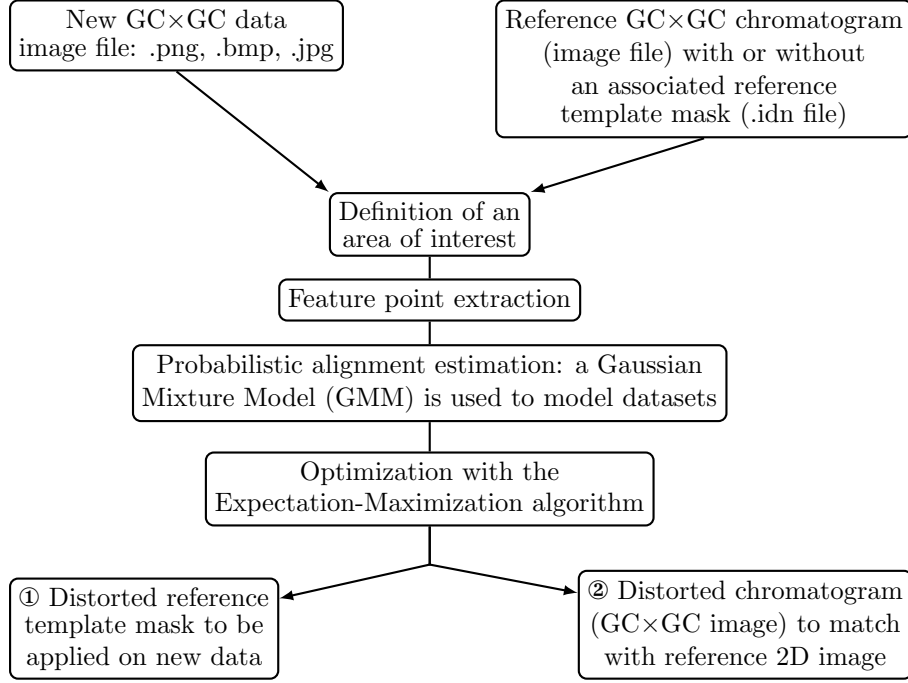 New GC×GC data
image file: .png, .bmp, .jpg
Reference GC×GC chromatogram
(image file) with or without
an associated reference
template mask (.idn file)
Definition of an
area of interest
Feature point extraction
Probabilistic alignment estimation: a Gaussian
Mixture Model (GMM) is used to model datasets
Optimization with the
Expectation-Maximization algorithm
① Distorted reference
template mask to be
applied on new data
② Distorted chromatogram
(GC×GC image) to match
with reference 2D image